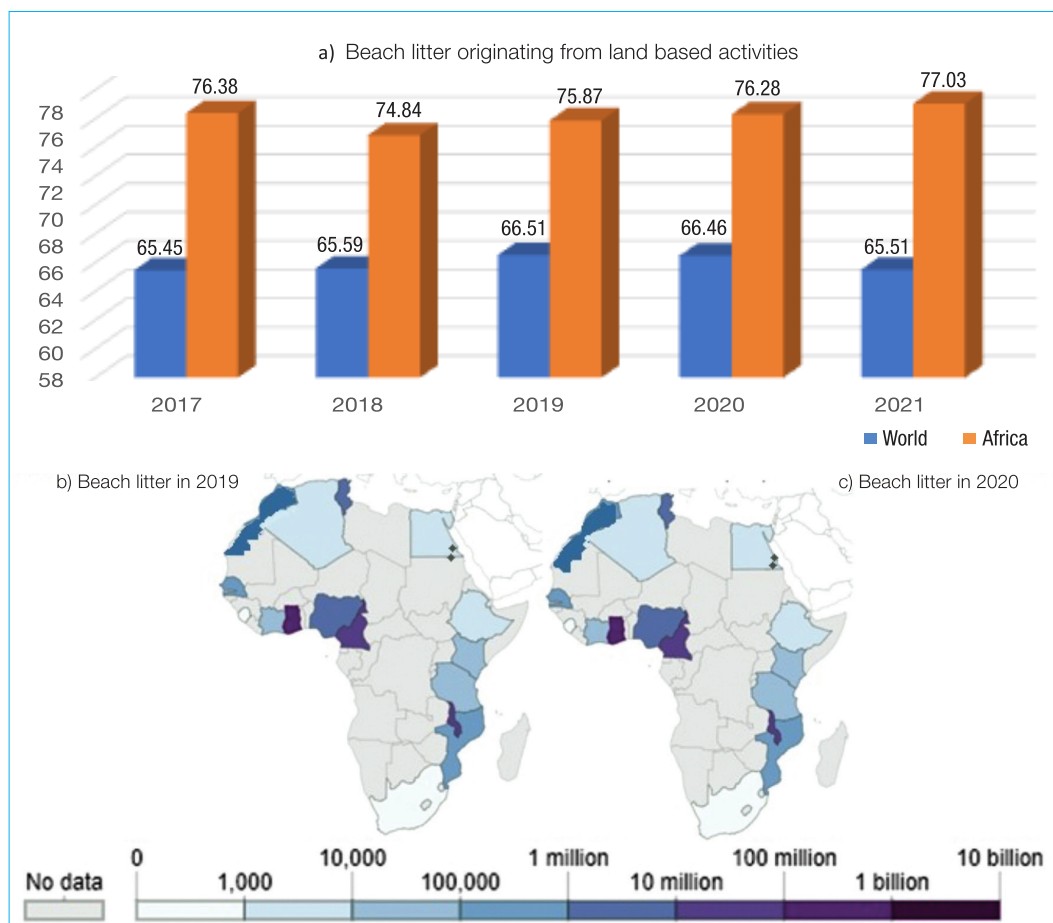 a) Beach litter originating from land based activities
76.38
74.84
75.87
76.28
77.03
78
76
74
72
70
68
66
64
62
60
58
65.45
65.59
66.51
66.46
65.51
2017
2018
2019
2020
2021
World
Africa
b) Beach litter in 2019
c) Beach litter in 2020
0
10,000
1 million
100 million
10 billion
No data
1,000
100,000
10 million
1 billion